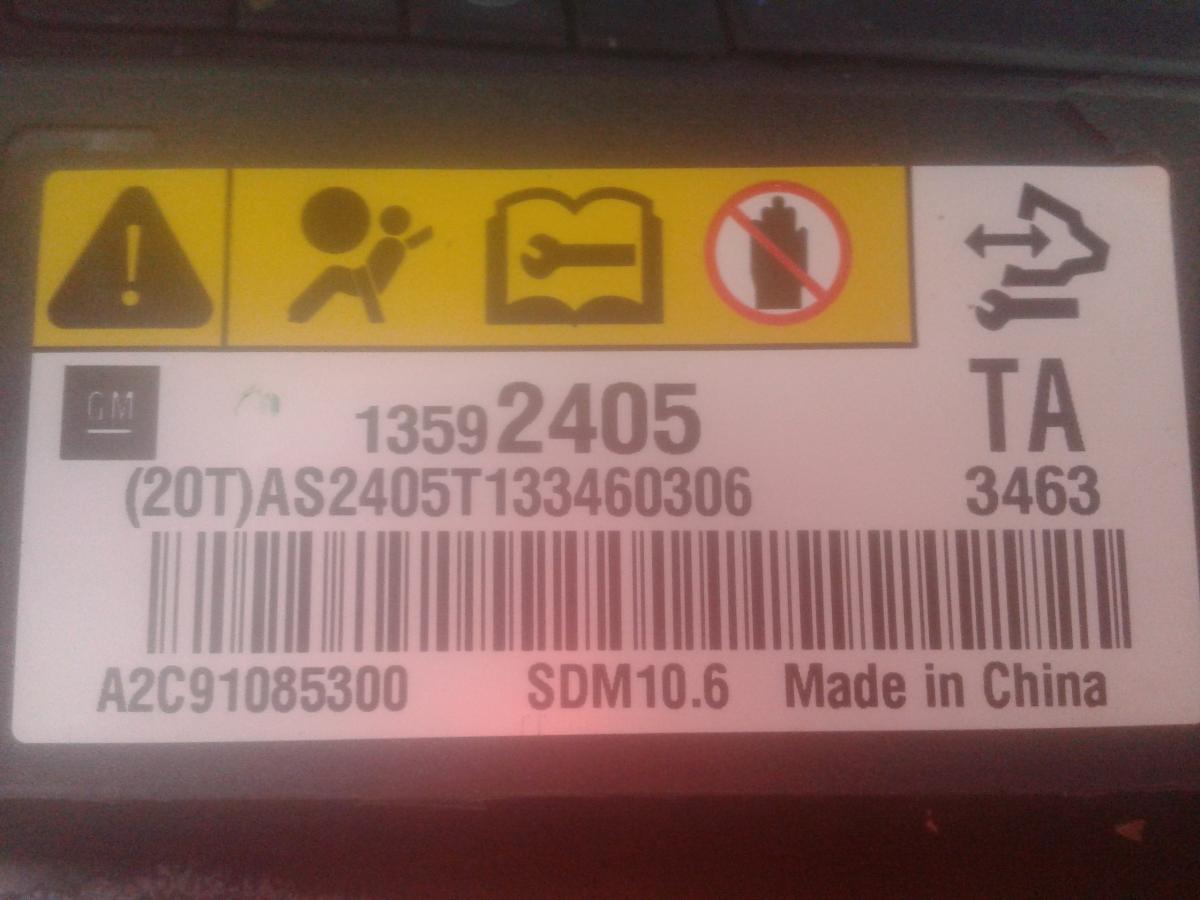 GM
13592405
TA
(20T)AS2405T133460306
3463
A2C91085300 SDM10.6 Made in China